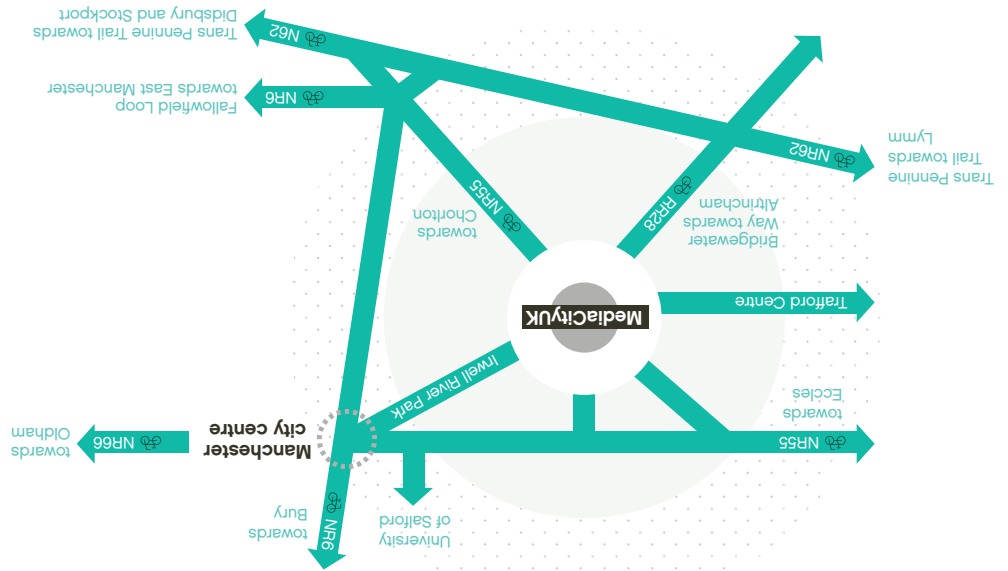 University
of Salford
towards
Bury
NR6
NR55
towards
Eccles
Manchester
city centre
NR66
towards
Oldham
Irwell River Park
MediaCityUK
Trafford Centre
Bridgewater
Way towards
Altrincham
RR28
towards
Chorlton
NR55
Trans Pennine
Trail towards
Lymm
NR62
Fallowfield Loop
towards East Manchester
NR6
Trans Pennine Trail towards
Didsbury and Stockport
N62